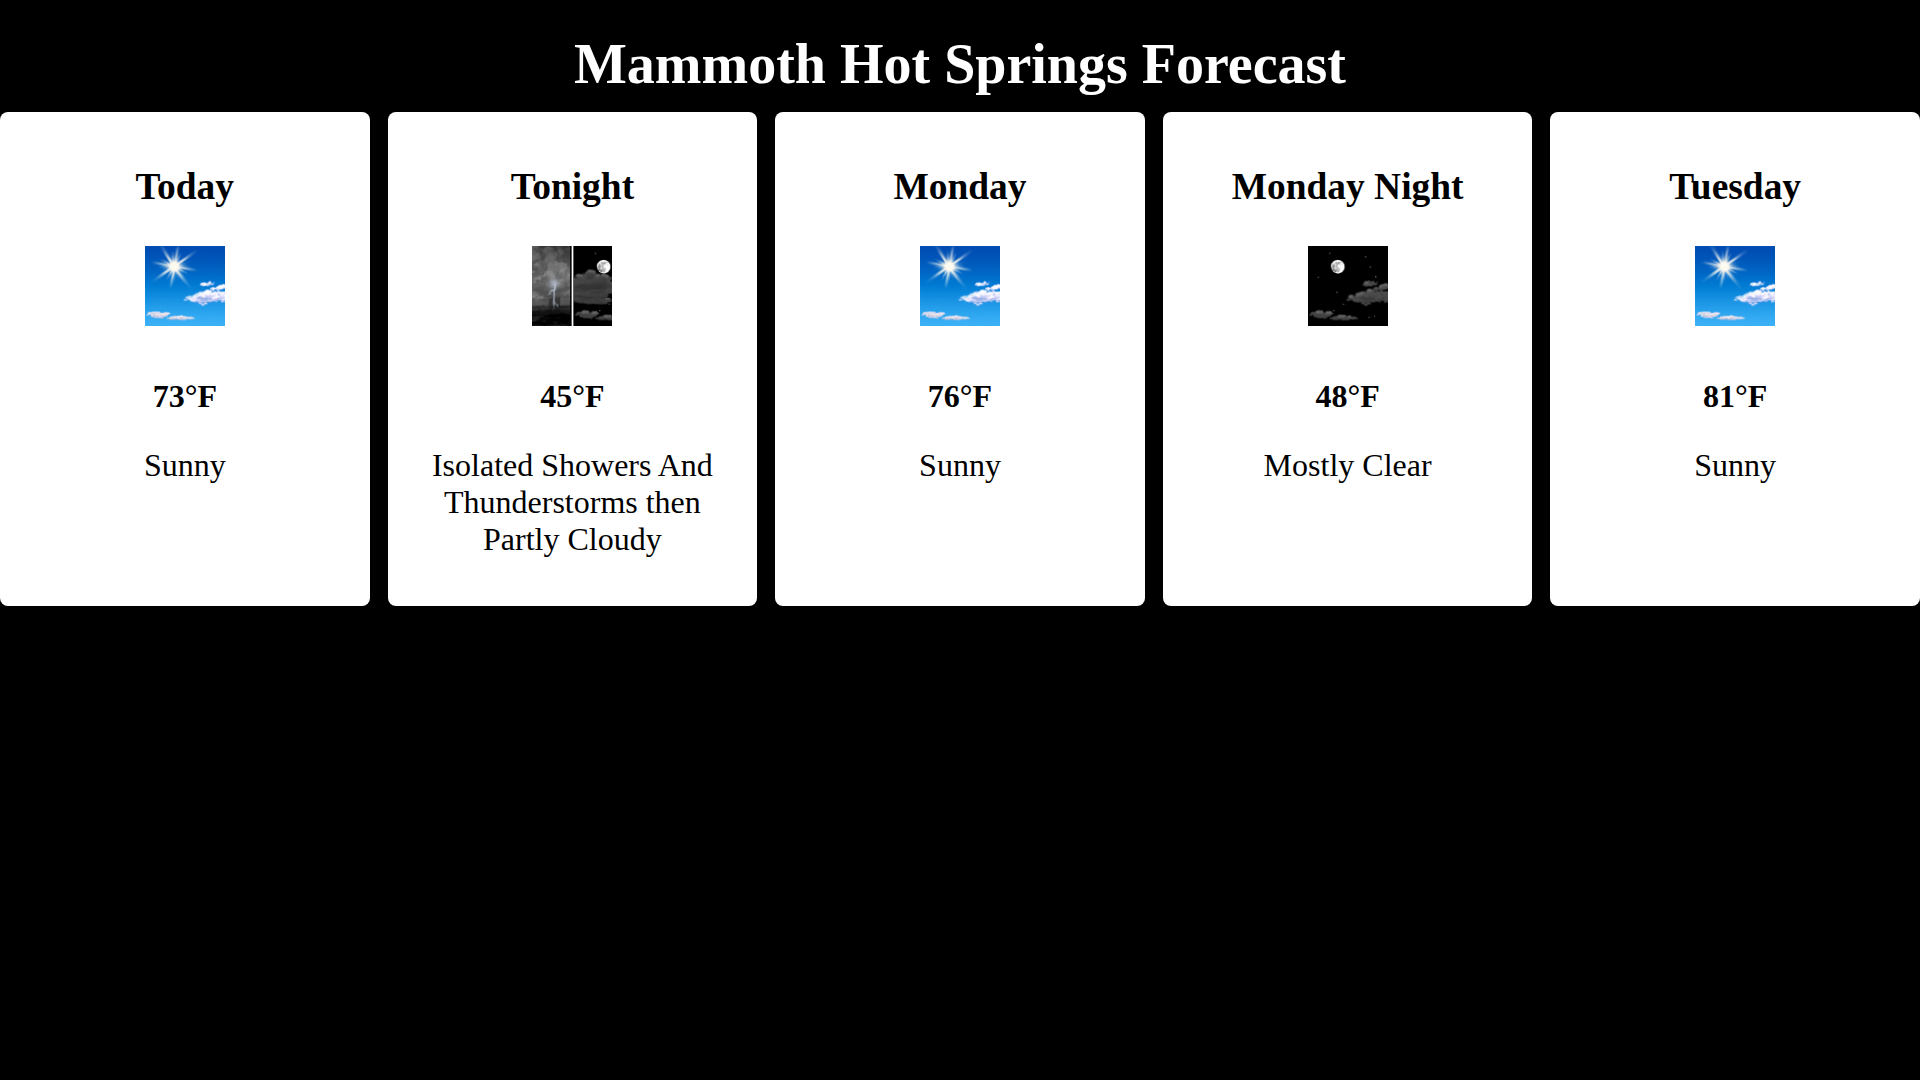 Mammoth Hot Springs Forecast
Today
73°F
Sunny
Tonight
45°F
Isolated Showers And
Thunderstorms then
Partly Cloudy
Monday
76°F
Sunny
Monday Night
48°F
Mostly Clear
Tuesday
81°F
Sunny